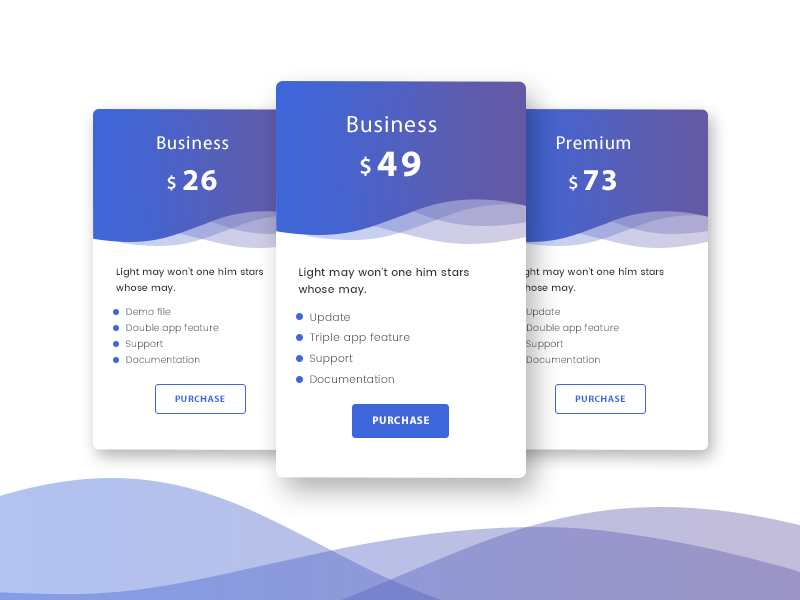 Business
$ 26
Light may won't one him stars
whose may.
Demo file
Double app feature
Support
Documentation
PURCHASE
Business
$ 49
Light may won't one him stars
whose may.
Update
Triple app feature
Support
Documentation
PURCHASE
Premium
$ 73
ght may won't one him stars
whose may.
Update
Double app feature
Support
Documentation
PURCHASE